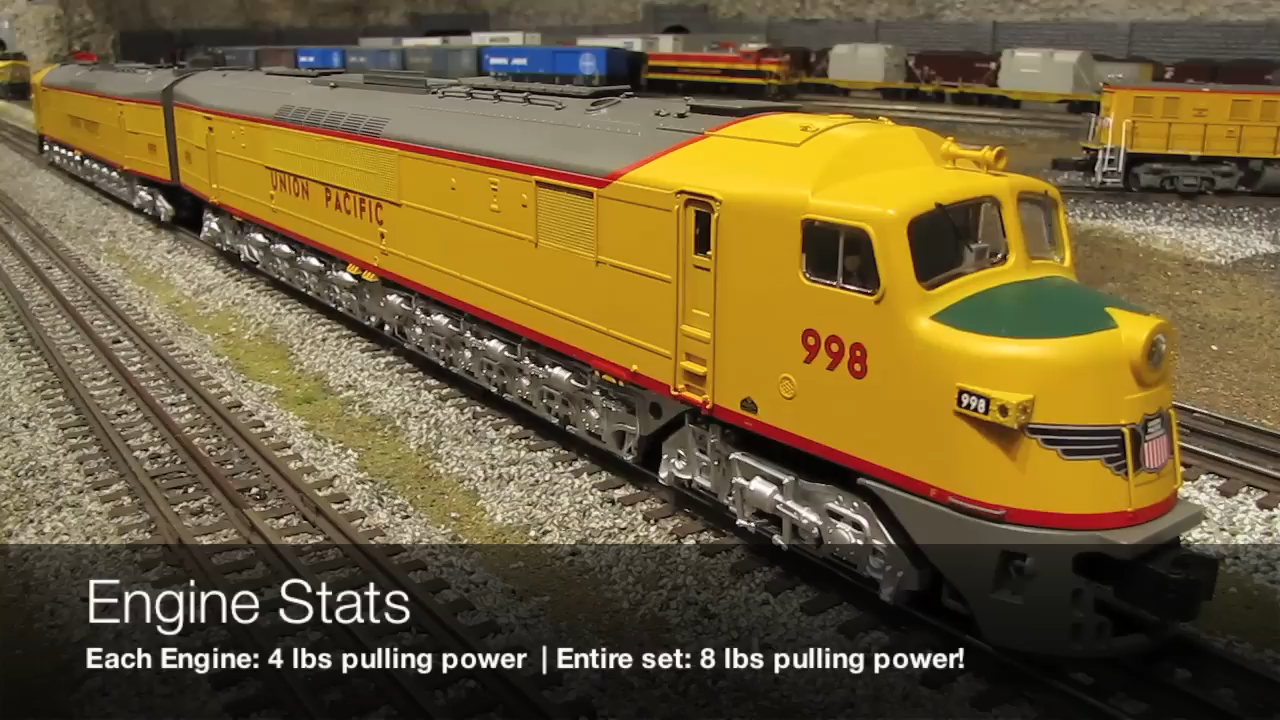 UNION PACIFIC
998
998
Engine Stats
Each Engine: 4 lbs pulling power | Entire set: 8 lbs pulling power!